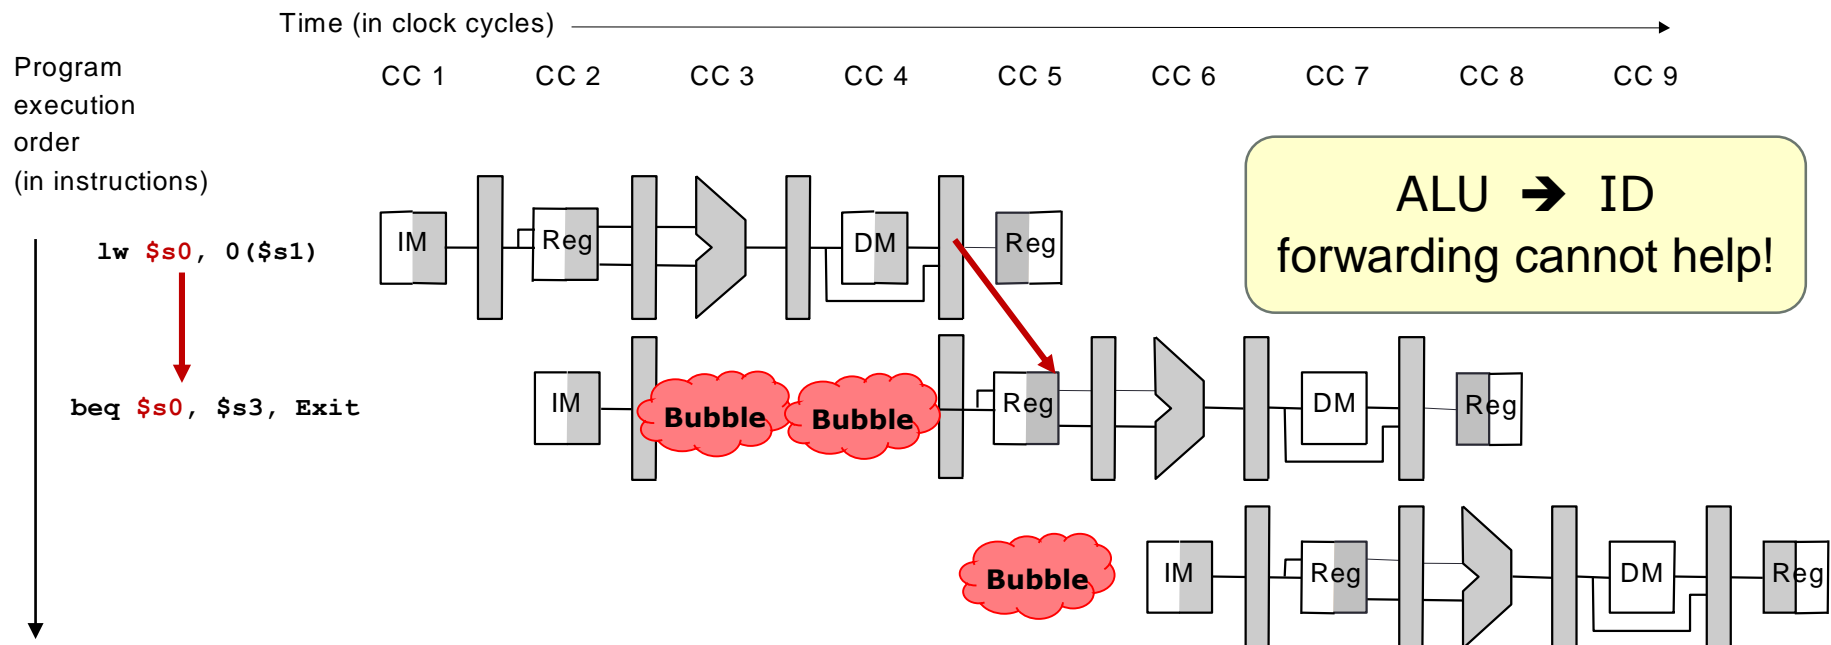 Time (in clock cycles)
Program
execution
order
(in instructions)
CC 1 CC 2 CC 3 CC 4 CC 5 CC 6 CC 7 CC 8 CC 9
ALU ➔ ID
forwarding cannot help!
lw $s0, 0($s1)
IM Reg DM Reg
beq $s0, $s3, Exit
IM Bubble Bubble Reg DM Reg
Bubble IM Reg DM Reg